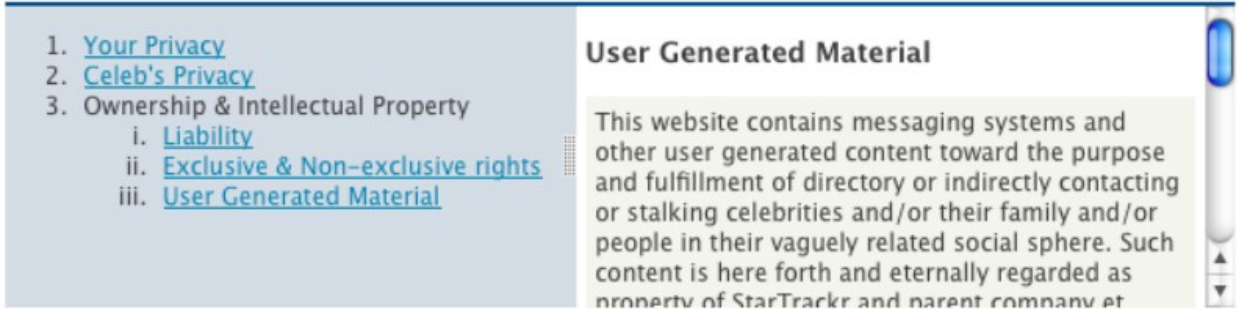 1. Your Privacy
2. Celeb's Privacy
3. Ownership & Intellectual Property
i. Liability
ii. Exclusive & Non-exclusive rights
iii. User Generated Material
User Generated Material
This website contains messaging systems and
other user generated content toward the purpose
and fulfillment of directory or indirectly contacting
or stalking celebrities and/or their family and/or
people in their vaguely related social sphere. Such
content is here forth and eternally regarded as
property of StarTrackr and parent company et